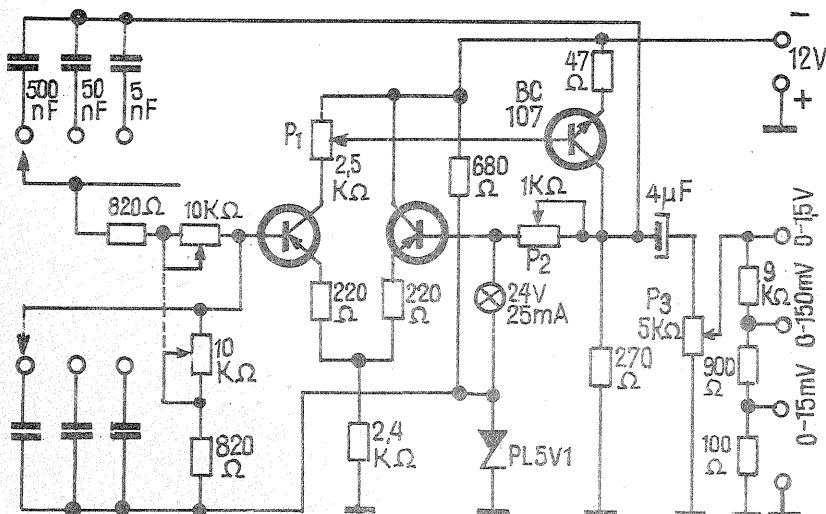 −
12V
+
500 nF
50 nF
5 nF
47 Ω
BC 107
P1
2,5 KΩ
680 Ω
1KΩ
4µF
0-15V
820Ω
10KΩ
P2
9 KΩ
220 Ω
220 Ω
24V 25mA
P3 5KΩ
0-150mV
10 KΩ
270 Ω
900 Ω
0-15mV
820 Ω
2,4 KΩ
PL5V1
100 Ω